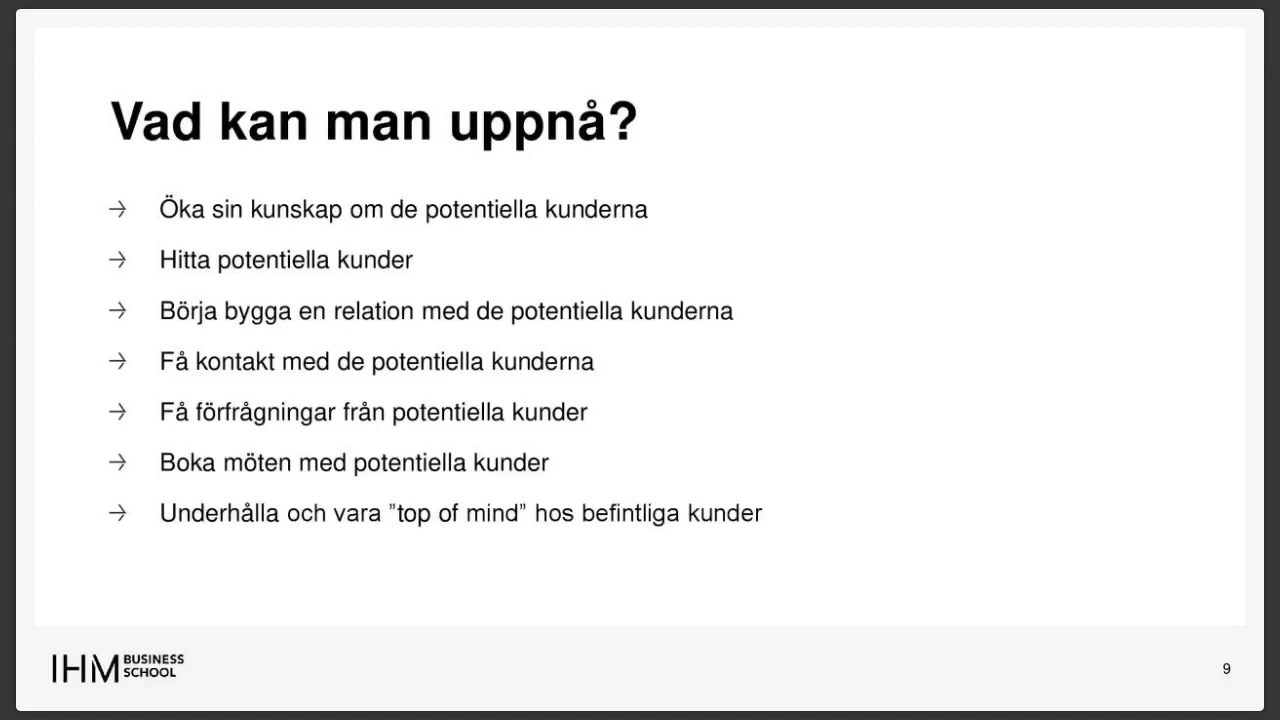 Vad kan man uppnå?
→ Öka sin kunskap om de potentiella kunderna
→ Hitta potentiella kunder
→ Börja bygga en relation med de potentiella kunderna
→ Få kontakt med de potentiella kunderna
→ Få förfrågningar från potentiella kunder
→ Boka möten med potentiella kunder
→ Underhålla och vara ”top of mind” hos befintliga kunder
IHM BUSINESS
SCHOOL
9